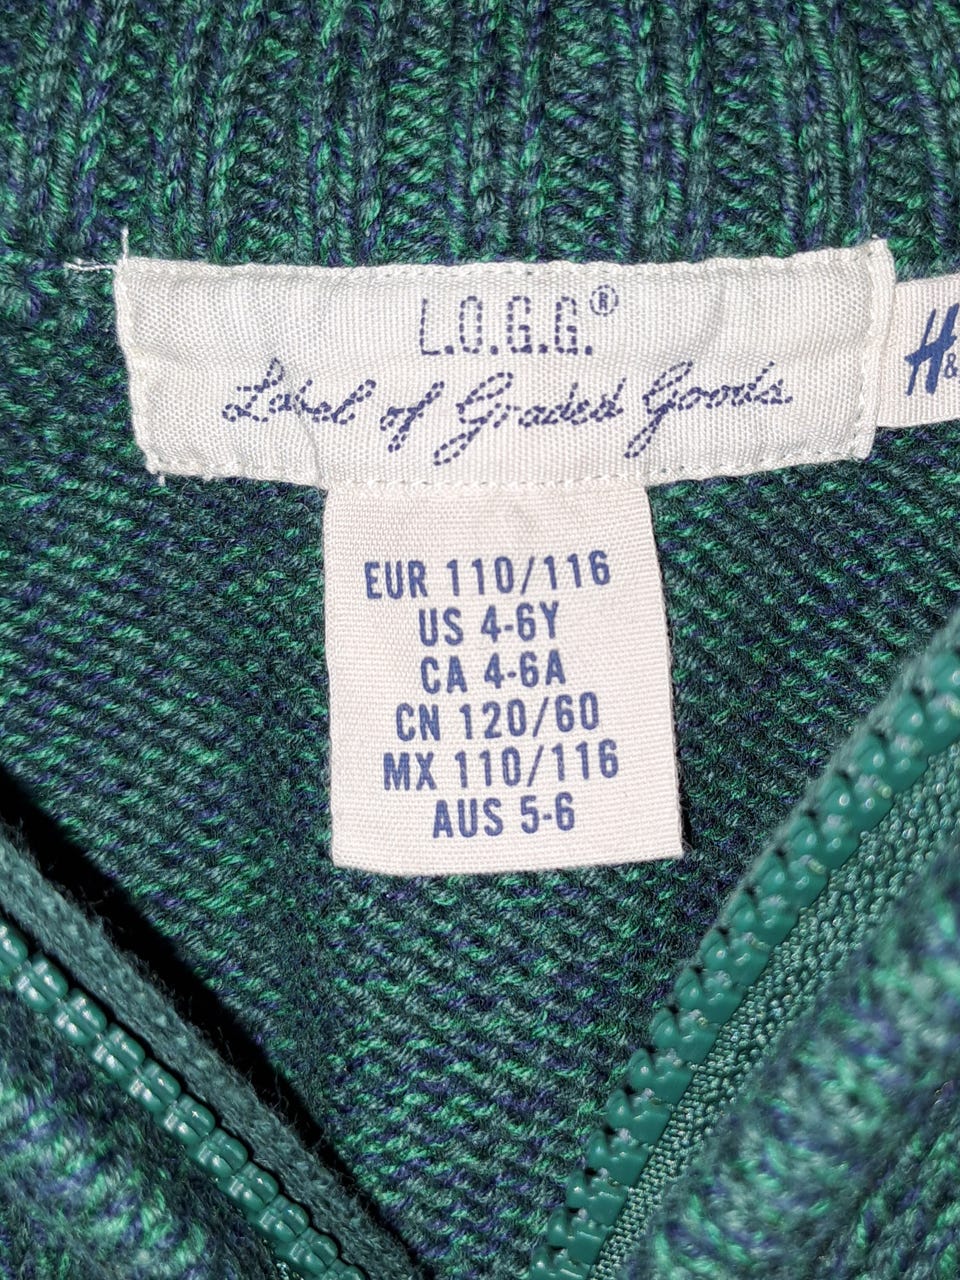 L.O.G.G.®
Label of Graded Goods
H&
EUR 110/116
US 4-6Y
CA 4-6A
CN 120/60
MX 110/116
AUS 5-6